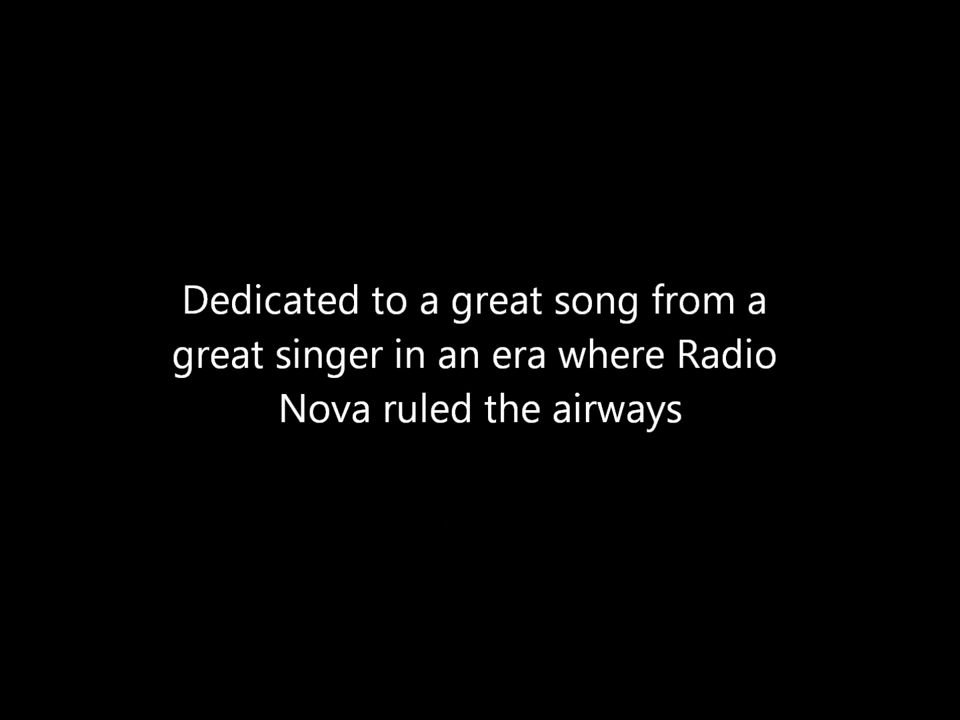 Dedicated to a great song from a
great singer in an era where Radio
Nova ruled the airways